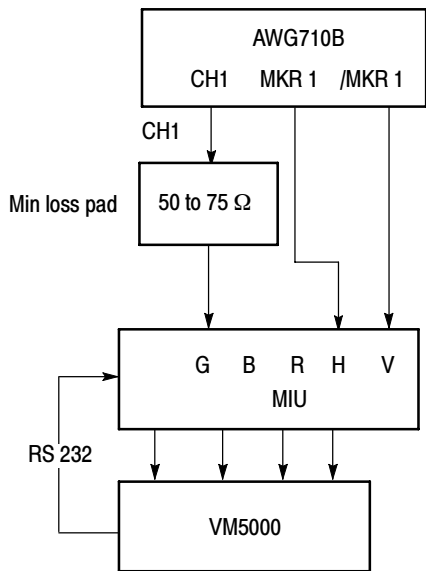 AWG710B
CH1 MKR 1 /MKR 1
CH1
Min loss pad
50 to 75 Ω
G B R H V
MIU
RS 232
VM5000